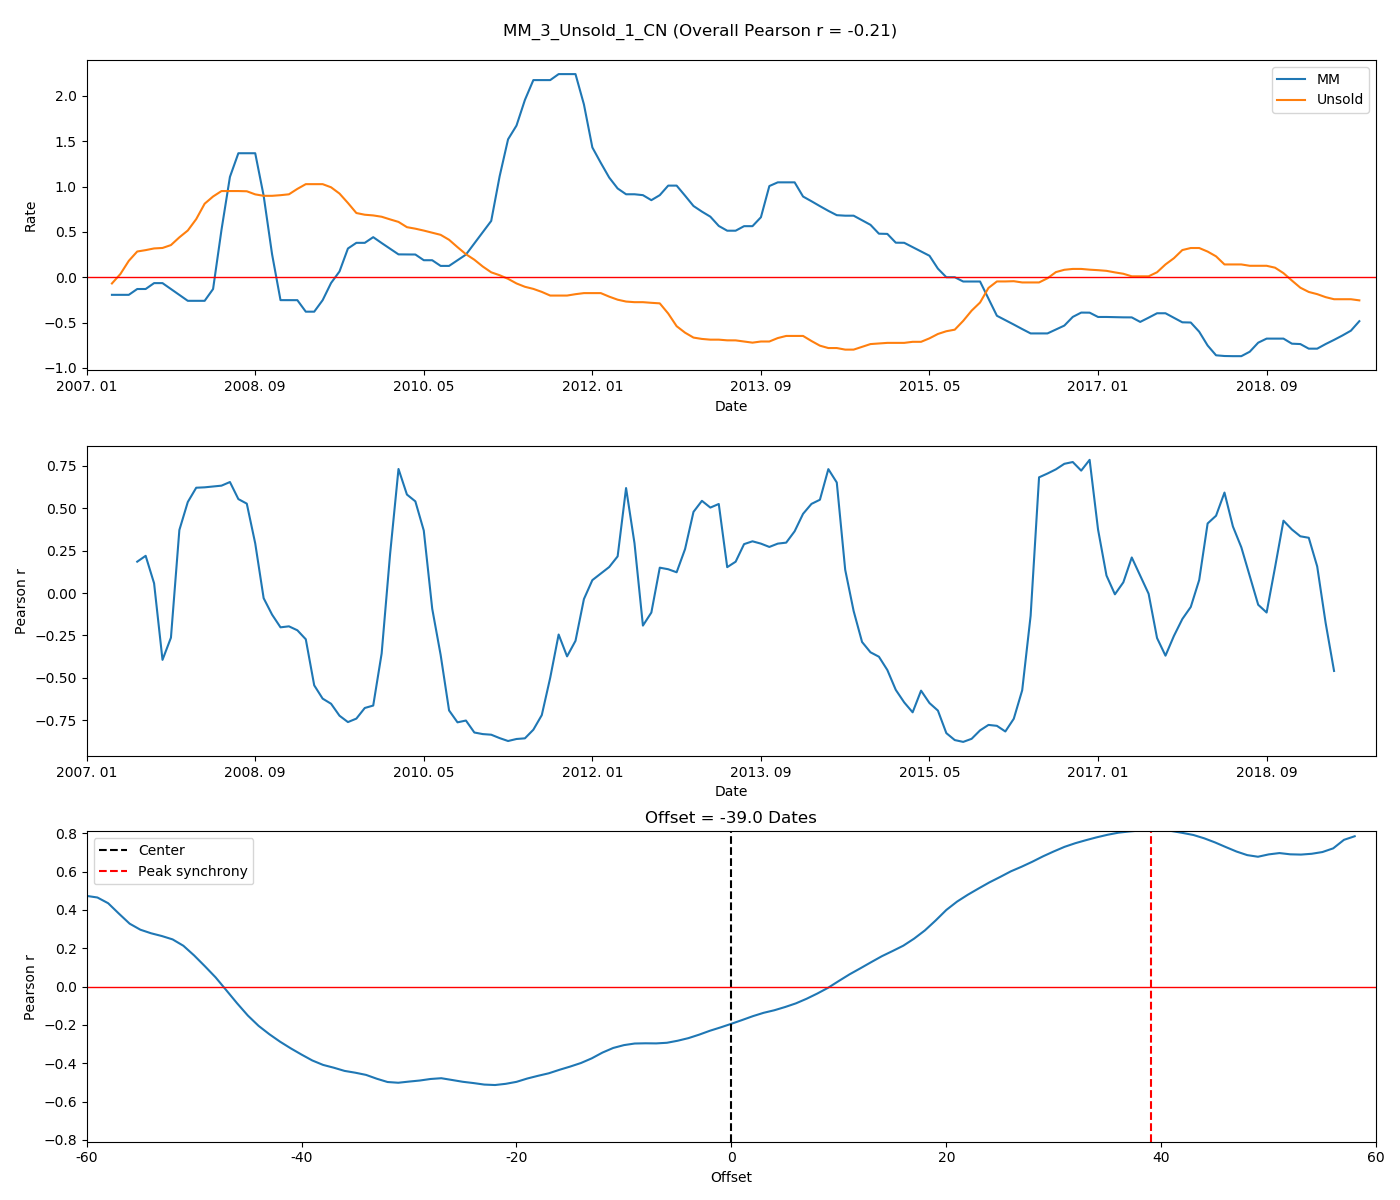 MM_3_Unsold_1_CN (Overall Pearson r = -0.21)
MM
Unsold
2.0
1.5
1.0
0.5
0.0
−0.5
−1.0
Rate
2007. 01 2008. 09 2010. 05 2012. 01 2013. 09 2015. 05 2017. 01 2018. 09
Date
0.75
0.50
0.25
0.00
−0.25
−0.50
−0.75
Pearson r
2007. 01 2008. 09 2010. 05 2012. 01 2013. 09 2015. 05 2017. 01 2018. 09
Date
Offset = -39.0 Dates
Center
Peak synchrony
0.8
0.6
0.4
0.2
0.0
−0.2
−0.4
−0.6
−0.8
Pearson r
-60 -40 -20 0 20 40 60
Offset